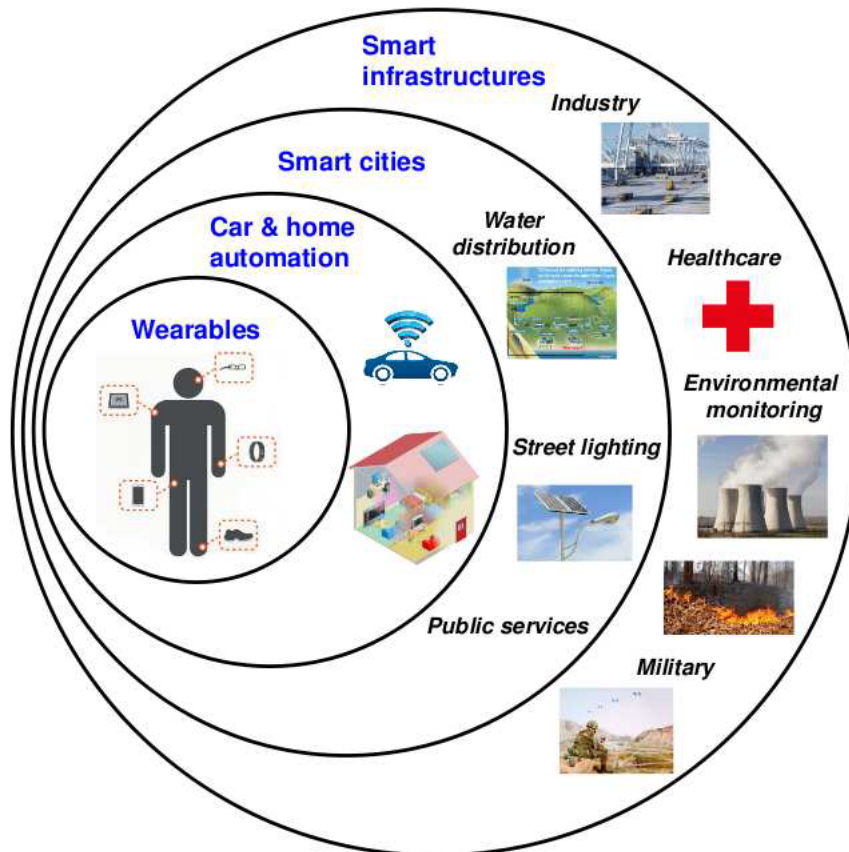 Smart
infrastructures
Industry
Smart cities
Car & home
automation
Water
distribution
Healthcare
Wearables
Environmental
monitoring
Street lighting
Public services
Military